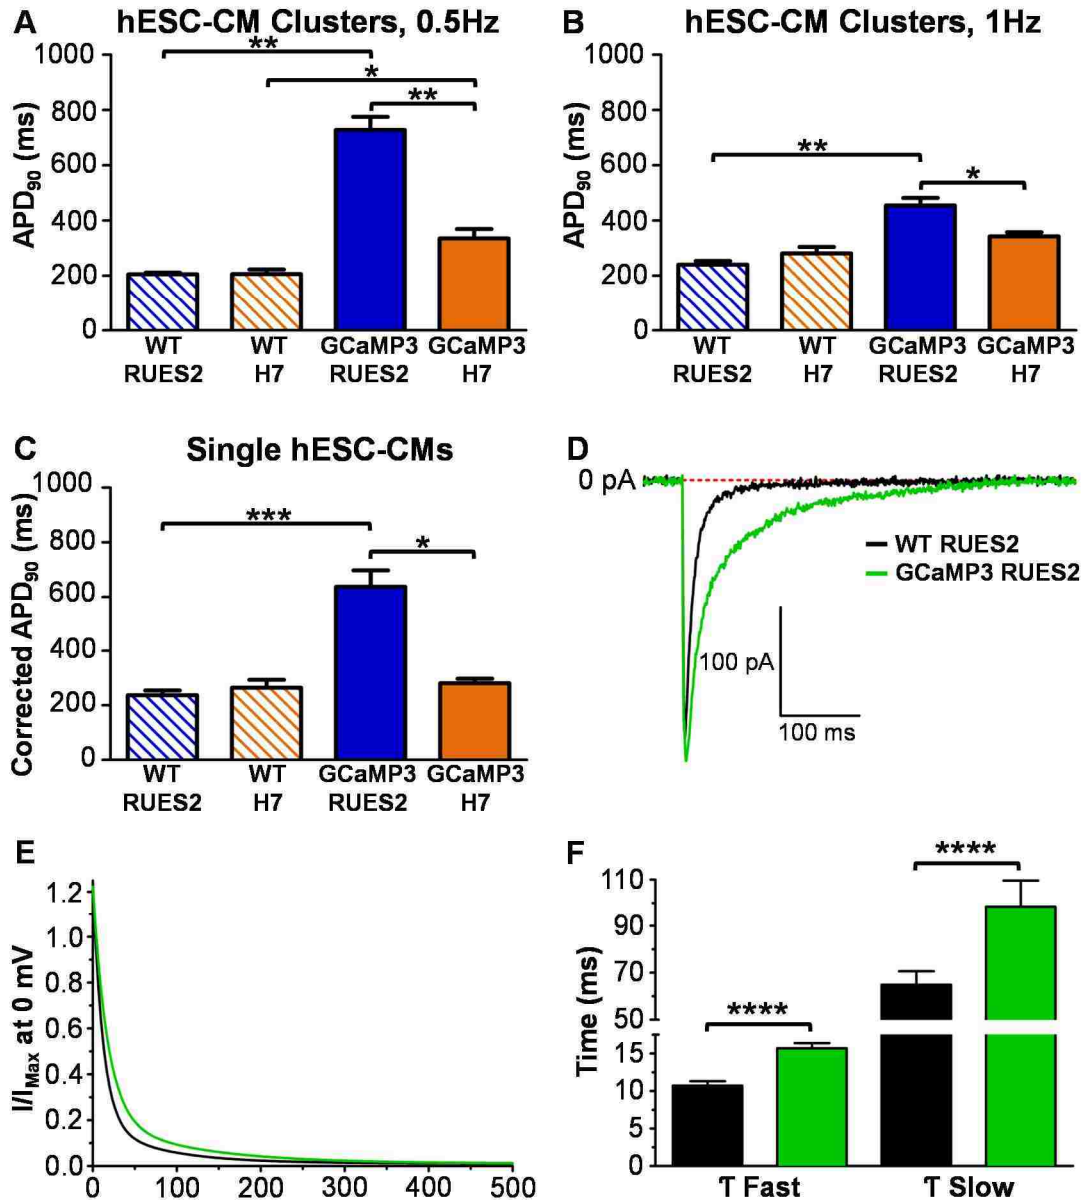 A
hESC-CM Clusters, 0.5Hz
APD90 (ms)
1000
800
600
400
200
0
**
*
**
WT RUES2
WT H7
GCaMP3 RUES2
GCaMP3 H7
B
hESC-CM Clusters, 1Hz
APD90 (ms)
1000
800
600
400
200
0
**
*
WT RUES2
WT H7
GCaMP3 RUES2
GCaMP3 H7
C
Single hESC-CMs
Corrected APD90 (ms)
1000
800
600
400
200
0
***
*
WT RUES2
WT H7
GCaMP3 RUES2
GCaMP3 H7
D
0 pA
WT RUES2
GCaMP3 RUES2
100 pA
100 ms
E
I/IMax at 0 mV
1.2
1.0
0.8
0.6
0.4
0.2
0.0
0 100 200 300 400 500
F
Time (ms)
110
90
70
50
15
10
5
0
****
****
τ Fast
τ Slow